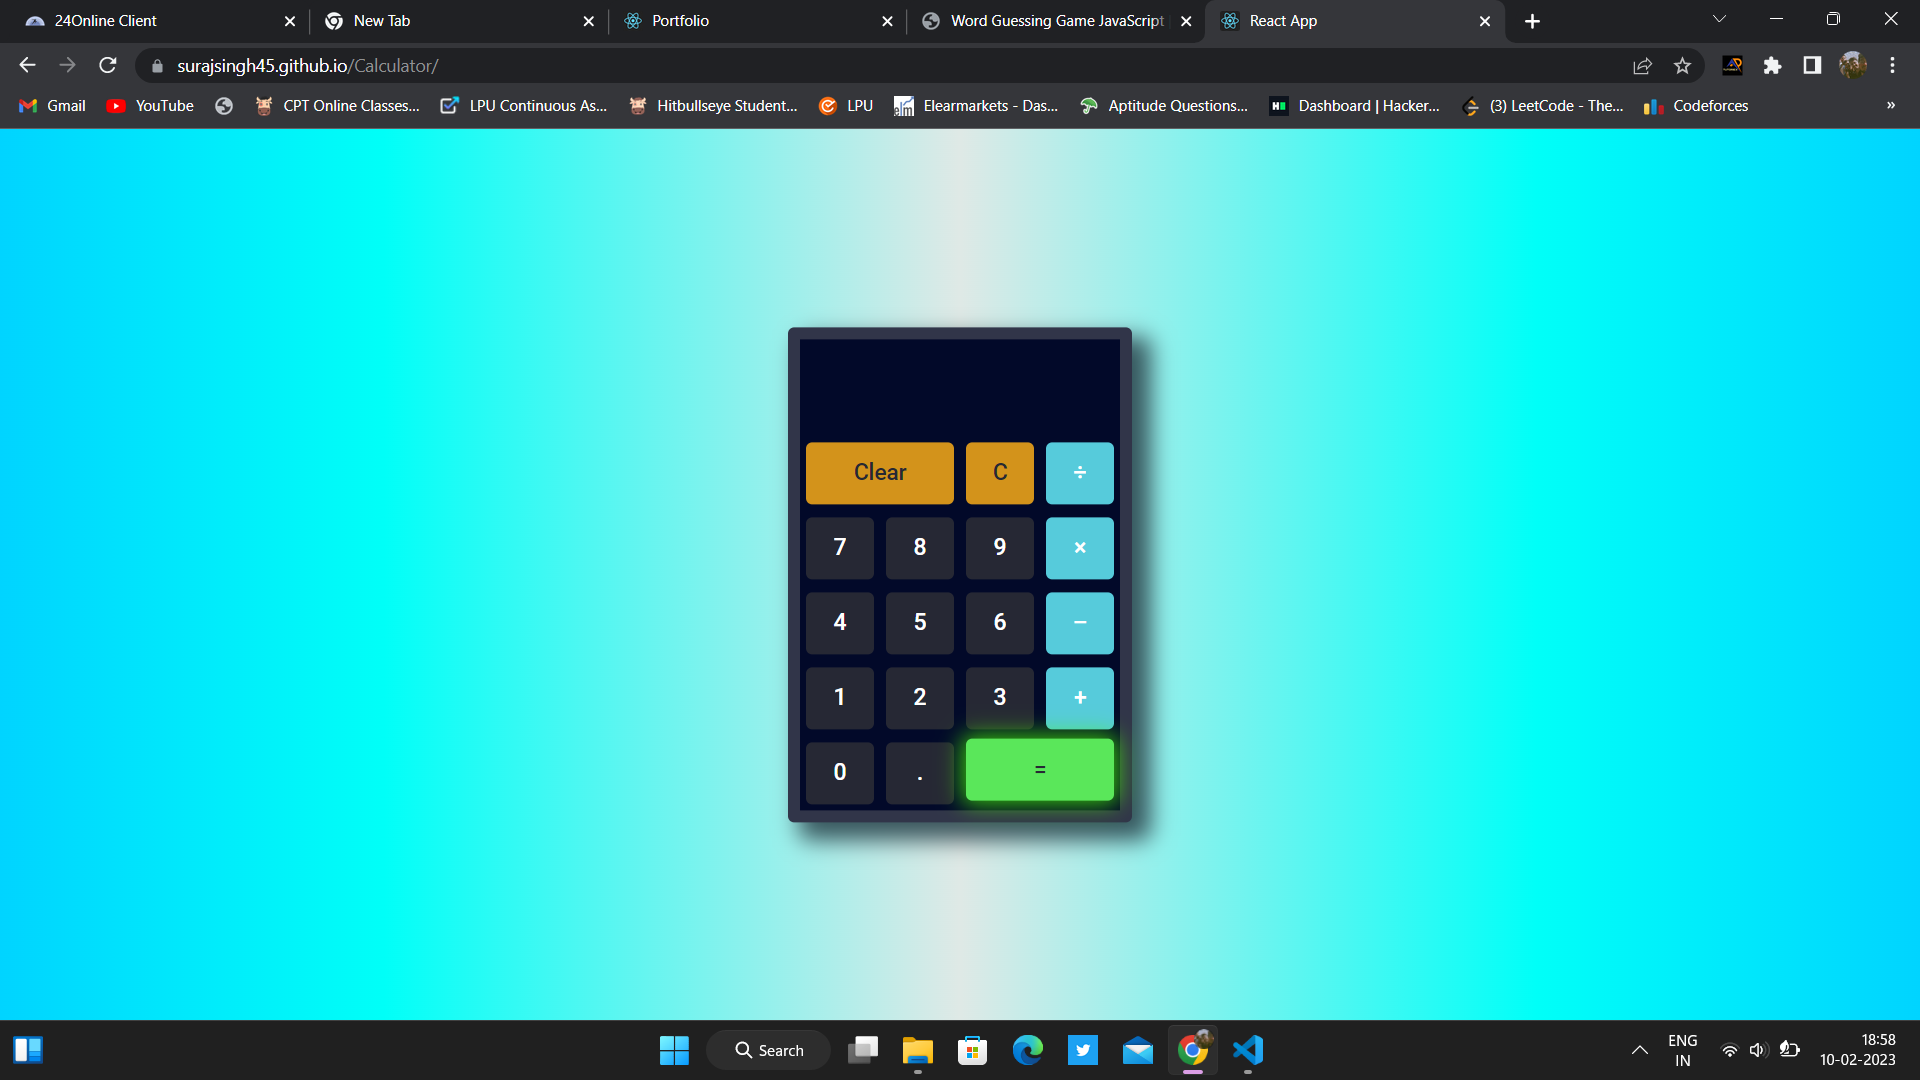 24Online Client
New Tab
Portfolio
Word Guessing Game JavaScript
React App
surajsingh45.github.io/Calculator/
Gmail
YouTube
CPT Online Classes...
LPU Continuous As...
Hitbullseye Student...
LPU
elm
Elearmarkets - Das...
Aptitude Questions...
Dashboard | Hacker...
(3) LeetCode - The...
Codeforces
»
Clear C ÷
7 8 9 ×
4 5 6 −
1 2 3 +
0 . =
Search
ENG
IN
18:58
10-02-2023